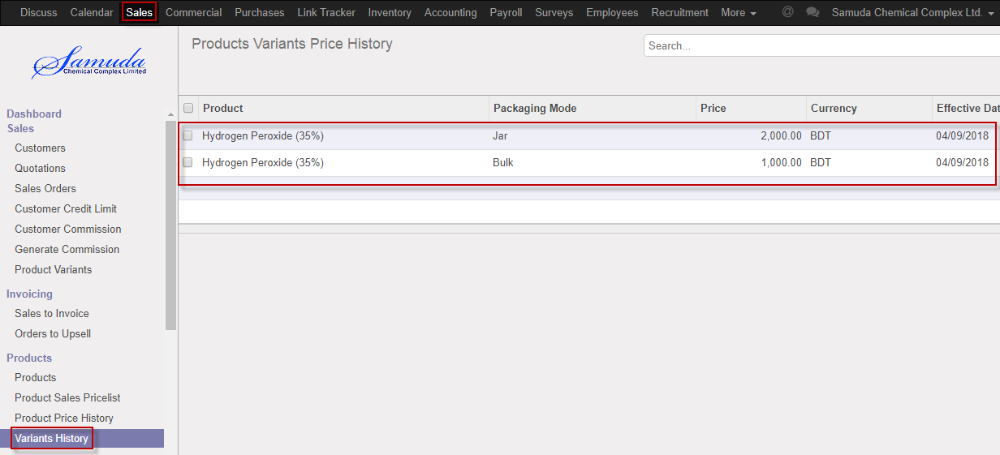 Discuss Calendar Sales Commercial Purchases Link Tracker Inventory Accounting Payroll Surveys Employees Recruitment More @ Samuda Chemical Complex Ltd.
Samuda
Chemical Complex Limited
Products Variants Price History
Search...
Dashboard
Sales
Customers
Quotations
Sales Orders
Customer Credit Limit
Customer Commission
Generate Commission
Product Variants
Invoicing
Sales to Invoice
Orders to Upsell
Products
Products
Product Sales Pricelist
Product Price History
Variants History
Product Packaging Mode Price Currency Effective Dat
Hydrogen Peroxide (35%) Jar 2,000.00 BDT 04/09/2018
Hydrogen Peroxide (35%) Bulk 1,000.00 BDT 04/09/2018